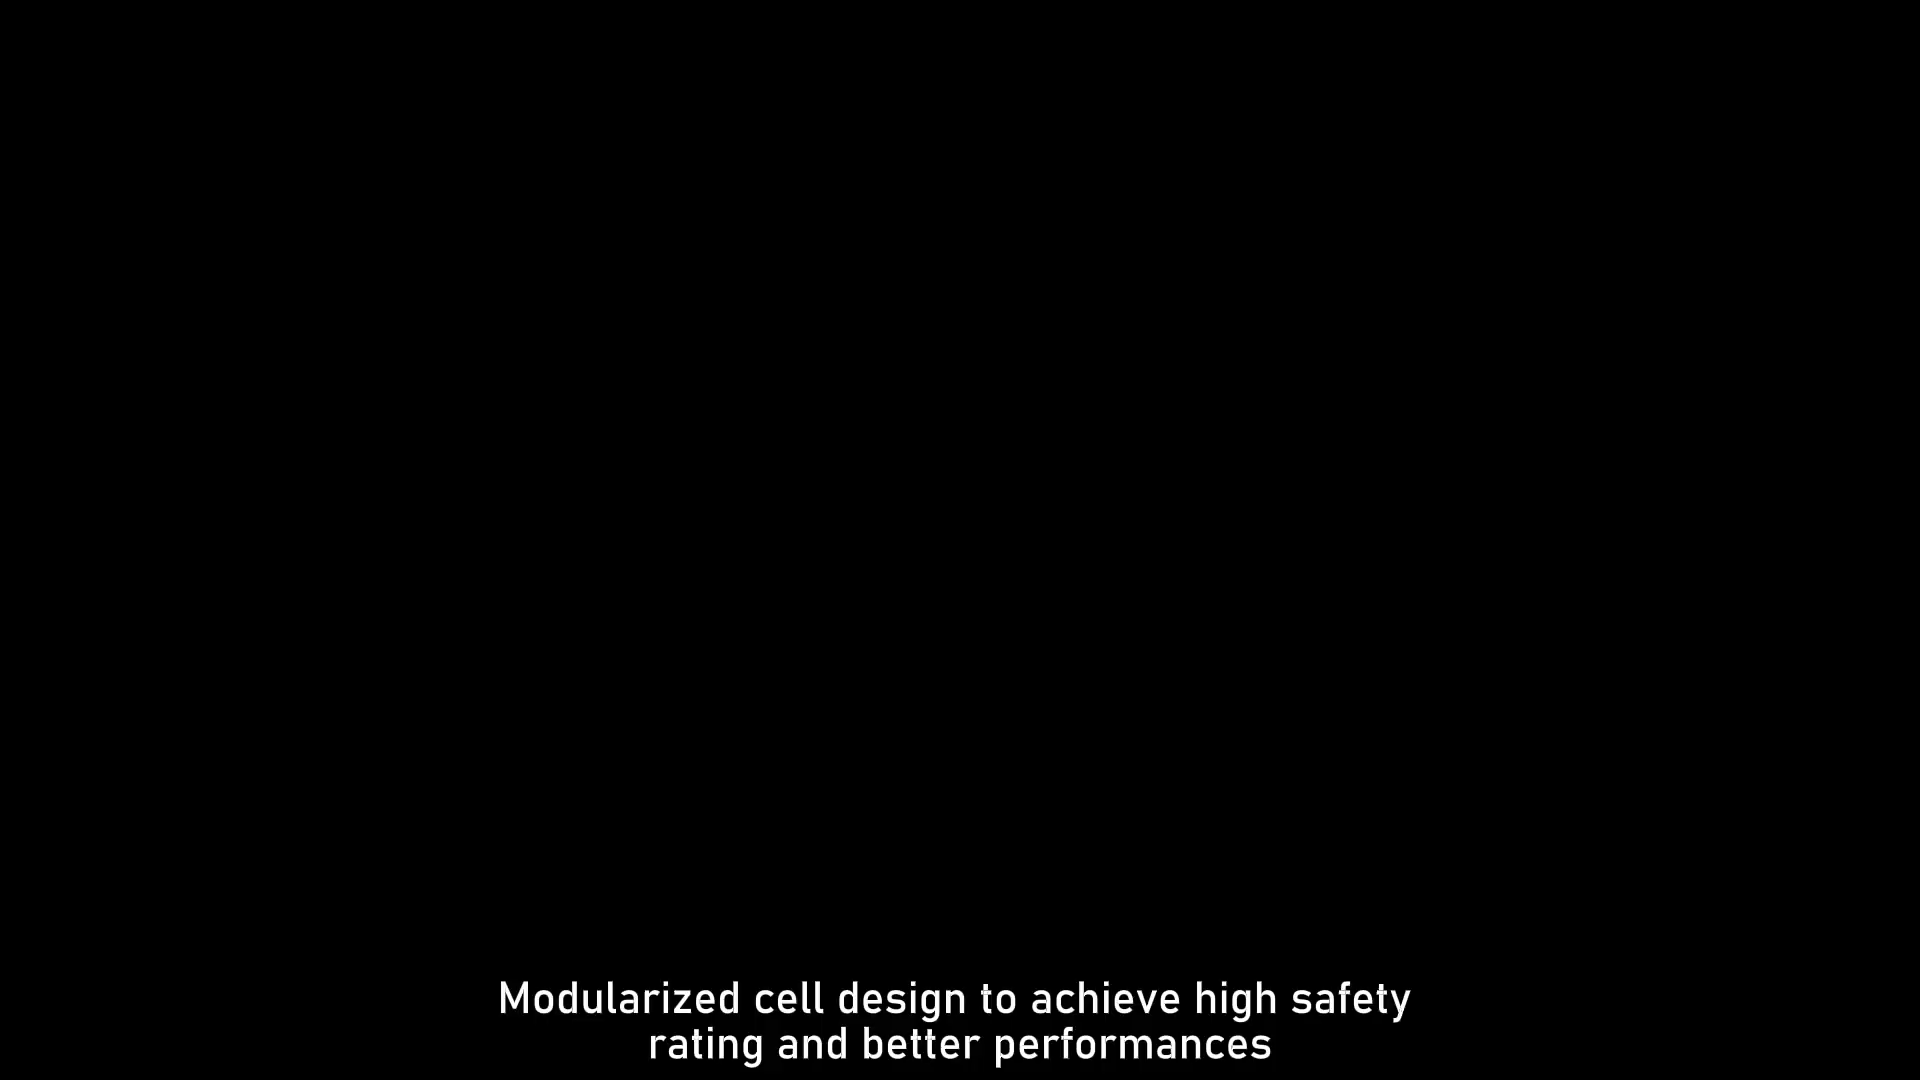 Modularized cell design to achieve high safety
rating and better performances